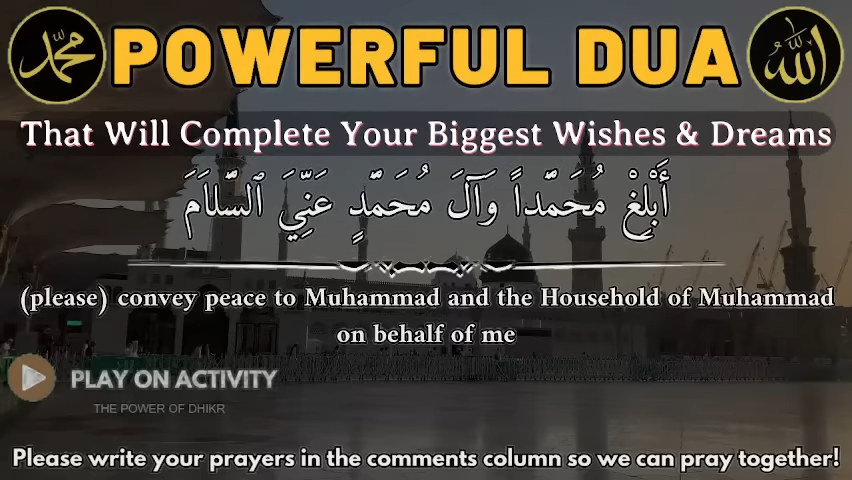 محمد POWERFUL DUA الله
That Will Complete Your Biggest Wishes & Dreams
أَبْلِغْ مُحَمَّداً وَآلَ مُحَمَّدٍ عَنِّيَ ٱلسَّلاَمَ
(please) convey peace to Muhammad and the Household of Muhammad
on behalf of me
PLAY ON ACTIVITY
THE POWER OF DHIKR
Please write your prayers in the comments column so we can pray together!